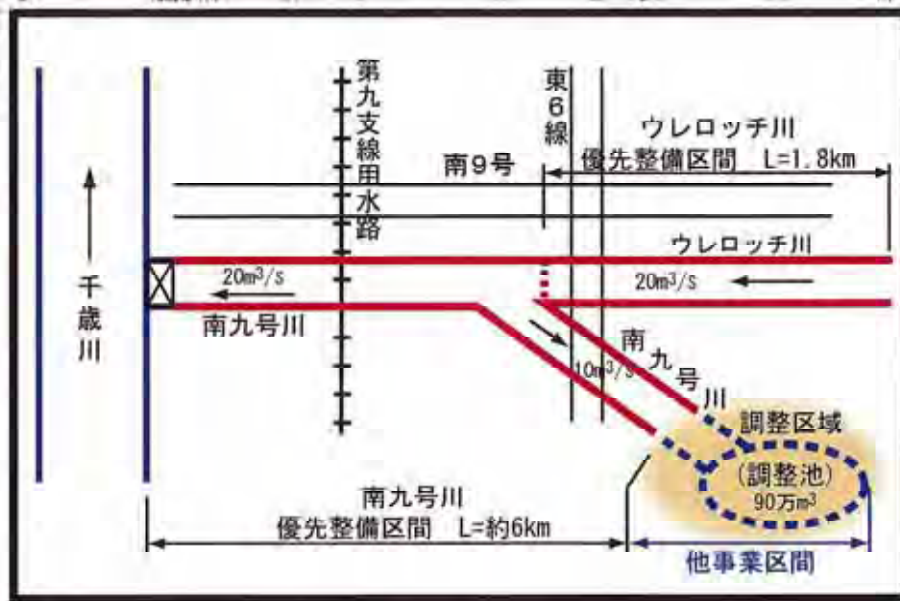 第九支線用水路
東6線
ウレロッチ川
優先整備区間 L=1.8km
南9号
ウレロッチ川
20m³/s
20m³/s
千歳川
南九号川
南九号川
10m³/s
調整区域
(調整池)
90万m³
南九号川
優先整備区間 L=約6km
他事業区間